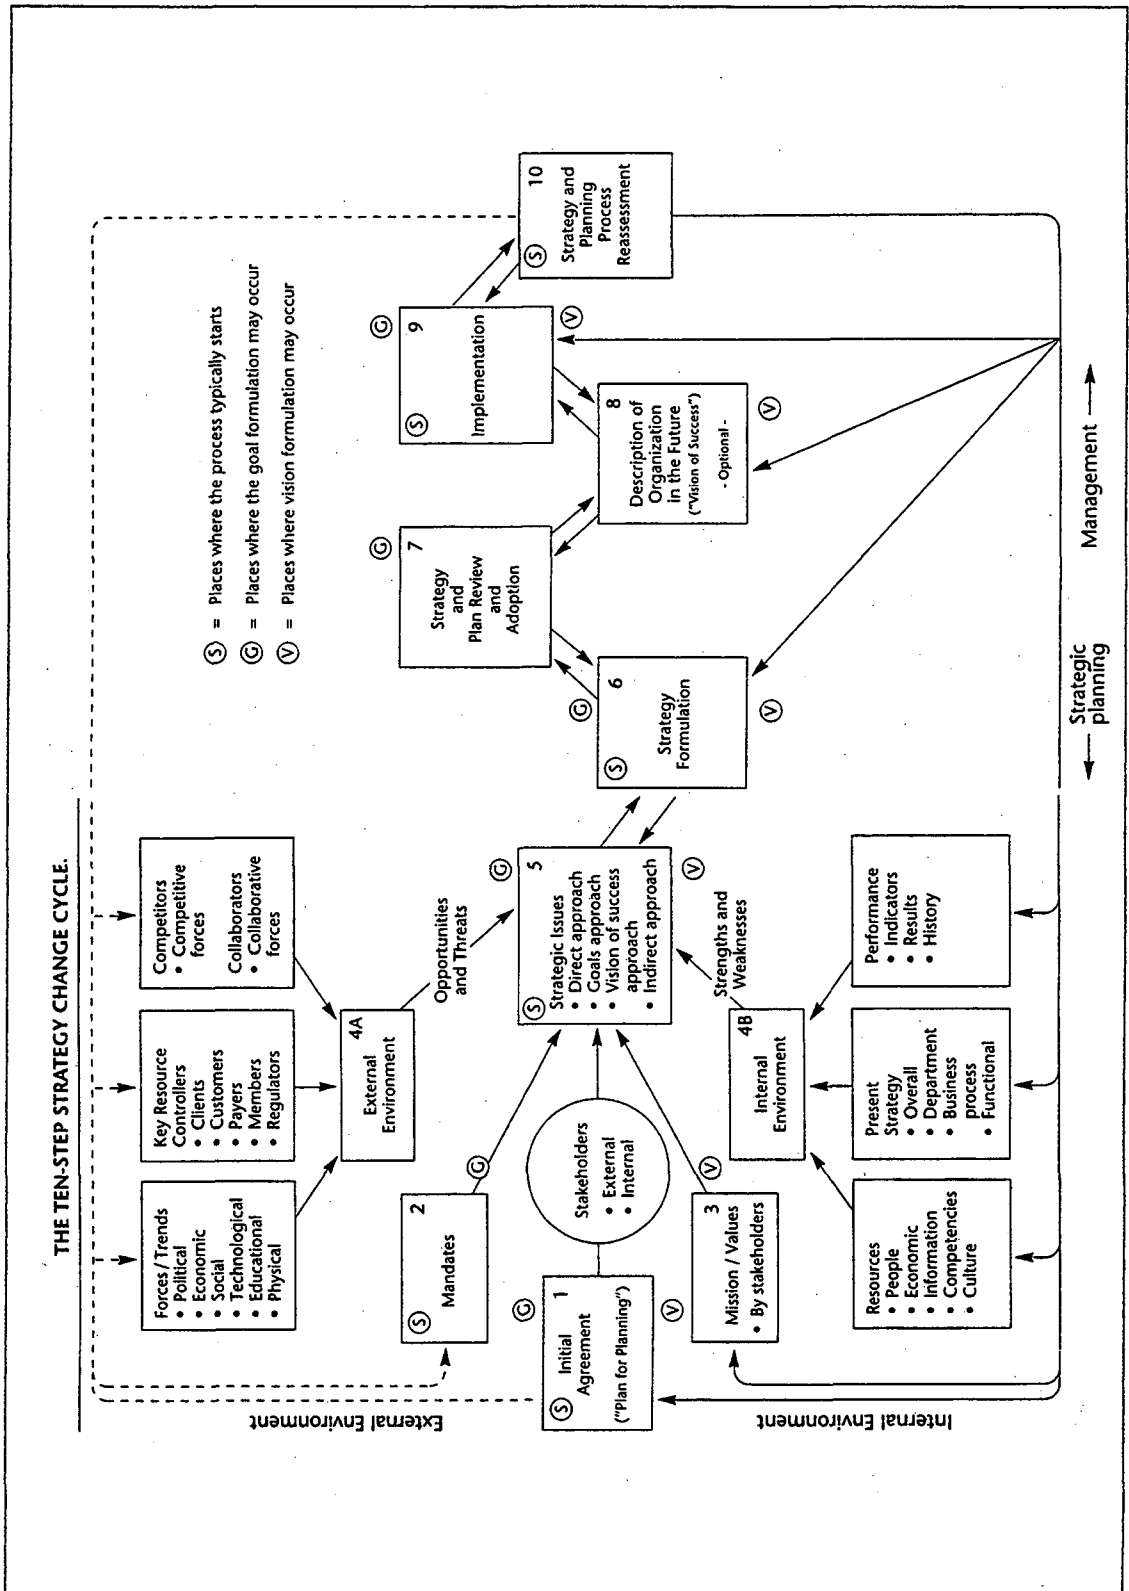 THE TEN-STEP STRATEGY CHANGE CYCLE.
External Environment
Internal Environment
Forces / Trends
• Political
• Economic
• Social
• Technological
• Educational
• Physical
Key Resource
Controllers
• Clients
• Customers
• Payers
• Members
• Regulators
Competitors
• Competitive
forces
Collaborators
• Collaborative
forces
Ⓢ = Places where the process typically starts
Ⓖ = Places where the goal formulation may occur
Ⓥ = Places where vision formulation may occur
4A
External
Environment
Opportunities
and Threats
Ⓢ 2
Mandates
Ⓖ
Ⓖ
Ⓢ 1
Initial
Agreement
("Plan for Planning")
Ⓥ
Stakeholders
• External
• Internal
3
Mission / Values
• By stakeholders
Ⓥ
Ⓖ
Ⓢ 5
Strategic Issues
• Direct approach
• Goals approach
• Vision of success
approach
• Indirect approach
Ⓥ
Strengths and
Weaknesses
4B
Internal
Environment
Resources
• People
• Economic
• Information
• Competencies
• Culture
Present
Strategy
• Overall
• Department
• Business
process
• Functional
Performance
• Indicators
• Results
• History
Ⓖ
Ⓢ 6
Strategy
Formulation
Ⓥ
Ⓖ
7
Strategy
and
Plan Review
and
Adoption
8
Description of
Organization
in the Future
("Vision of Success")
- Optional -
Ⓥ
Ⓖ
Ⓢ 9
Implementation
Ⓥ
Ⓢ 10
Strategy and
Planning
Process
Reassessment
Strategic
planning
Management